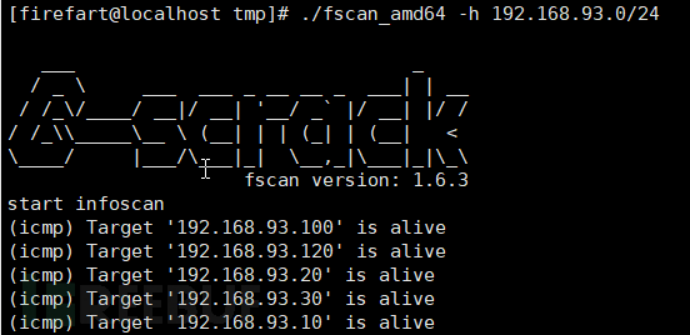 [firefart@localhost tmp]# ./fscan_amd64 -h 192.168.93.0/24
fscan version: 1.6.3
start infoscan
(icmp) Target '192.168.93.100' is alive
(icmp) Target '192.168.93.120' is alive
(icmp) Target '192.168.93.20' is alive
(icmp) Target '192.168.93.30' is alive
(icmp) Target '192.168.93.10' is alive